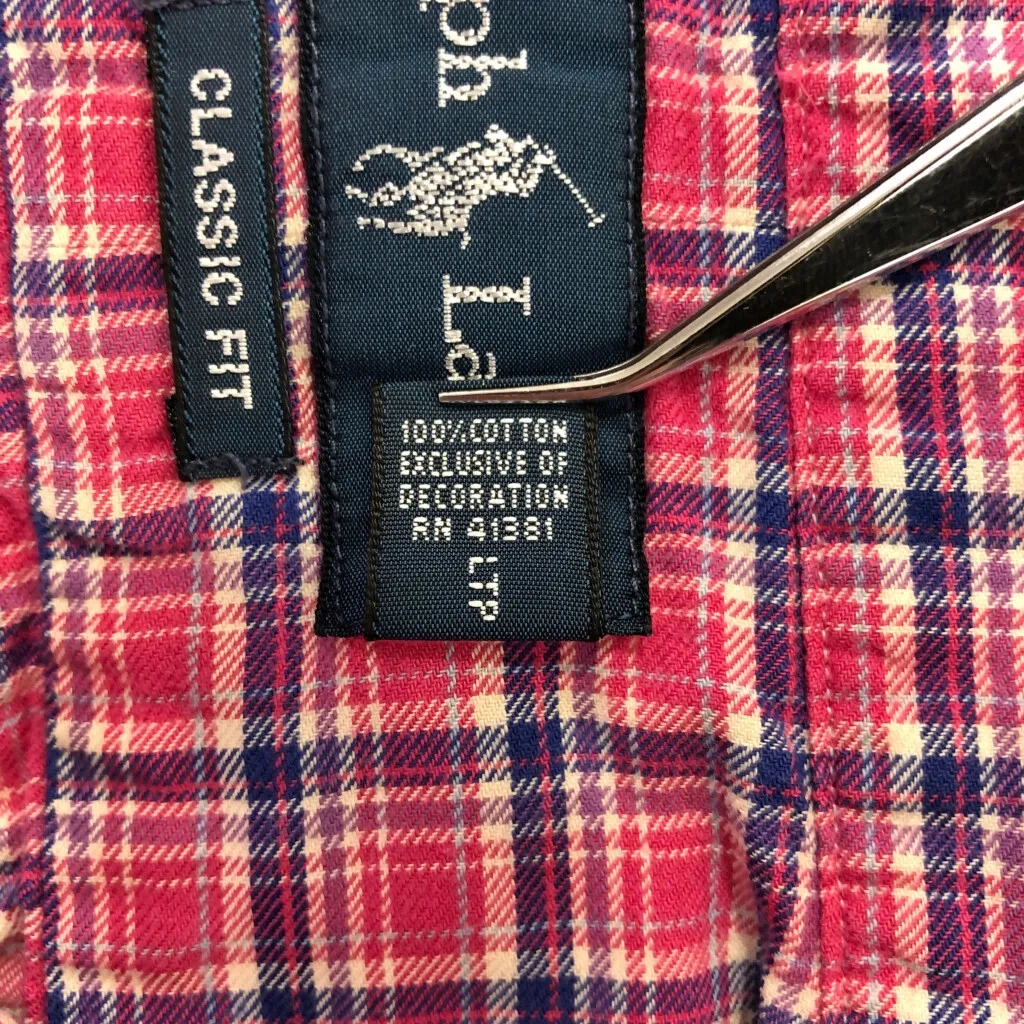 CLASSIC FIT
ph La
100% COTTON
EXCLUSIVE OF
DECORATION
RN 41381
LTP